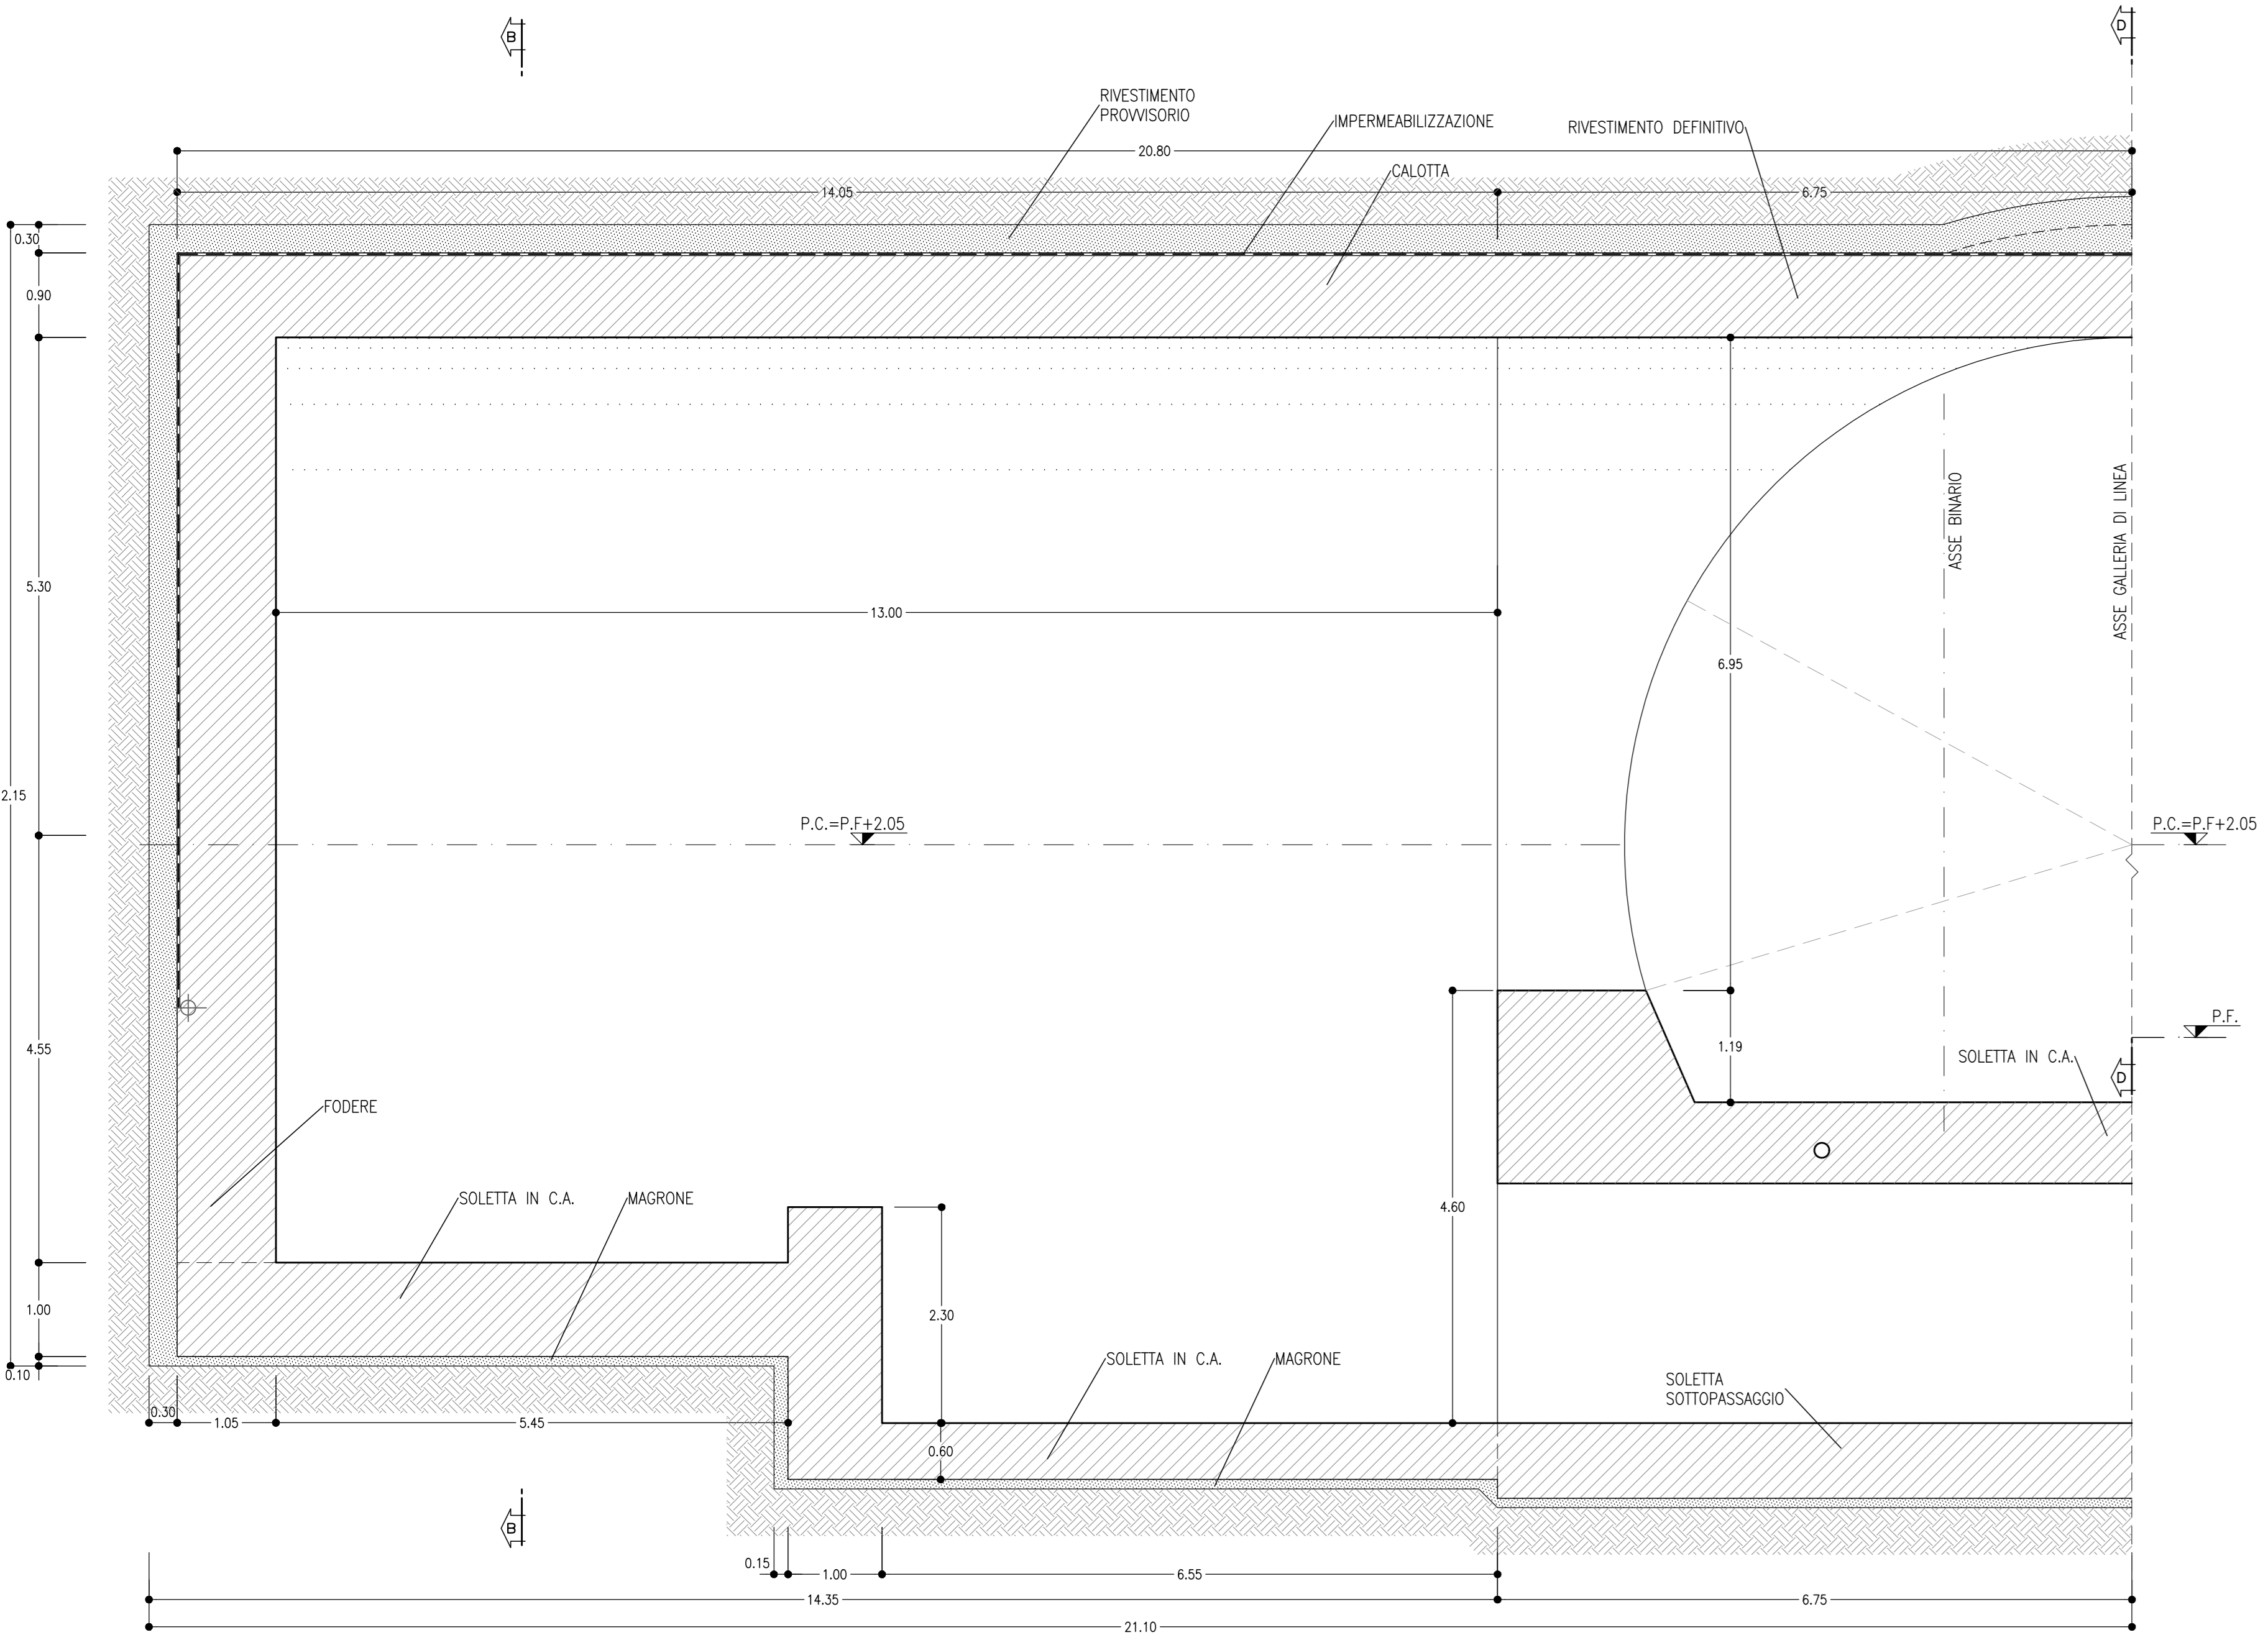 B
D
RIVESTIMENTO
PROVVISORIO
IMPERMEABILIZZAZIONE
RIVESTIMENTO DEFINITIVO
20.80
CALOTTA
14.05
6.75
0.30
0.90
5.30
ASSE BINARIO
ASSE GALLERIA DI LINEA
13.00
6.95
2.15
P.C.=P.F+2.05
P.C.=P.F+2.05
P.F.
4.55
1.19
SOLETTA IN C.A.
D
FODERE
SOLETTA IN C.A.
MAGRONE
4.60
1.00
2.30
0.10
SOLETTA IN C.A.
MAGRONE
SOLETTA
SOTTOPASSAGGIO
0.30
1.05
5.45
0.60
B
0.15
1.00
6.55
14.35
6.75
21.10